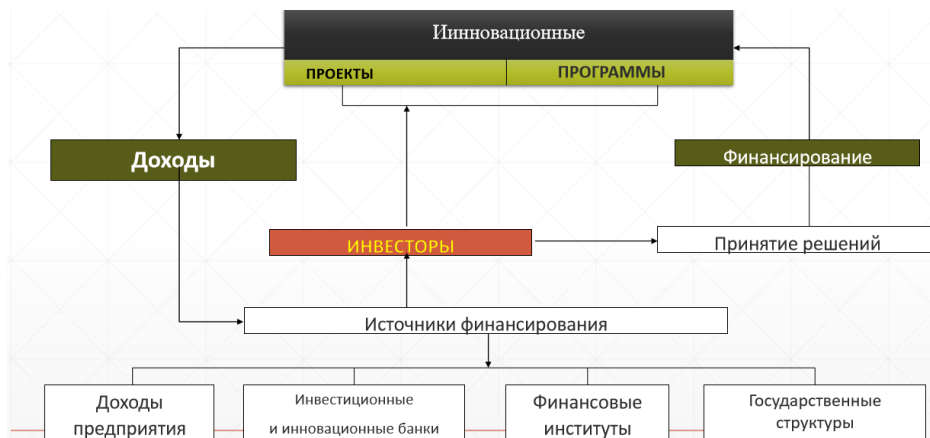 Иинновационные
ПРОЕКТЫ
ПРОГРАММЫ
Доходы
Финансирование
ИНВЕСТОРЫ
Принятие решений
Источники финансирования
Доходы
предприятия
Инвестиционные
и инновационные банки
Финансовые
институты
Государственные
структуры